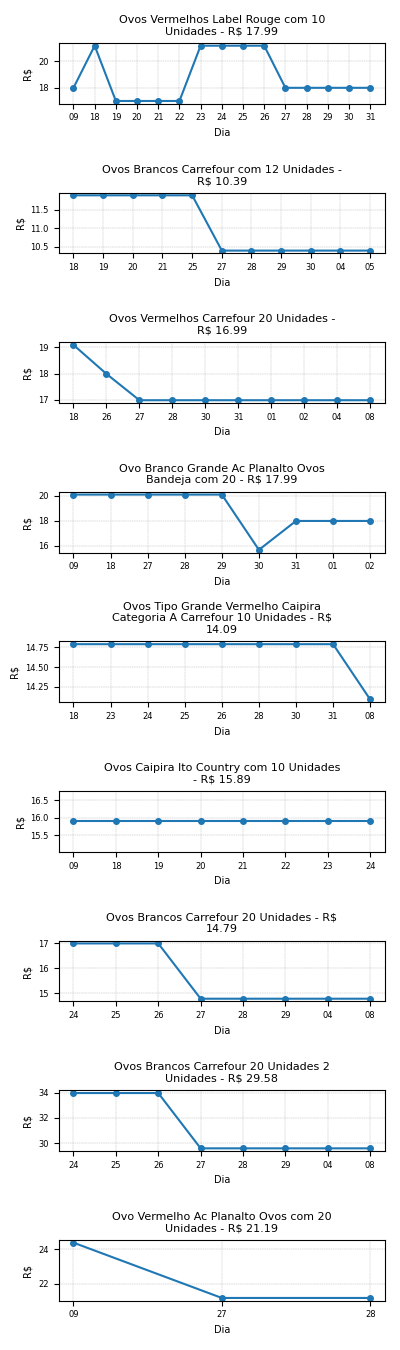 Ovos Vermelhos Label Rouge com 10
Unidades - R$ 17.99
20
18
R$
09 18 19 20 21 22 23 24 25 26 27 28 29 30 31
Dia
Ovos Brancos Carrefour com 12 Unidades -
R$ 10.39
11.5
11.0
10.5
R$
18 19 20 21 25 27 28 29 30 04 05
Dia
Ovos Vermelhos Carrefour 20 Unidades -
R$ 16.99
19
18
17
R$
18 26 27 28 30 31 01 02 04 08
Dia
Ovo Branco Grande Ac Planalto Ovos
Bandeja com 20 - R$ 17.99
20
18
16
R$
09 18 27 28 29 30 31 01 02
Dia
Ovos Tipo Grande Vermelho Caipira
Categoria A Carrefour 10 Unidades - R$
14.09
14.75
14.50
14.25
R$
18 23 24 25 26 28 30 31 08
Dia
Ovos Caipira Ito Country com 10 Unidades
- R$ 15.89
16.5
16.0
15.5
R$
09 18 19 20 21 22 23 24
Dia
Ovos Brancos Carrefour 20 Unidades - R$
14.79
17
16
15
R$
24 25 26 27 28 29 04 08
Dia
Ovos Brancos Carrefour 20 Unidades 2
Unidades - R$ 29.58
34
32
30
R$
24 25 26 27 28 29 04 08
Dia
Ovo Vermelho Ac Planalto Ovos com 20
Unidades - R$ 21.19
24
22
R$
09 27 28
Dia